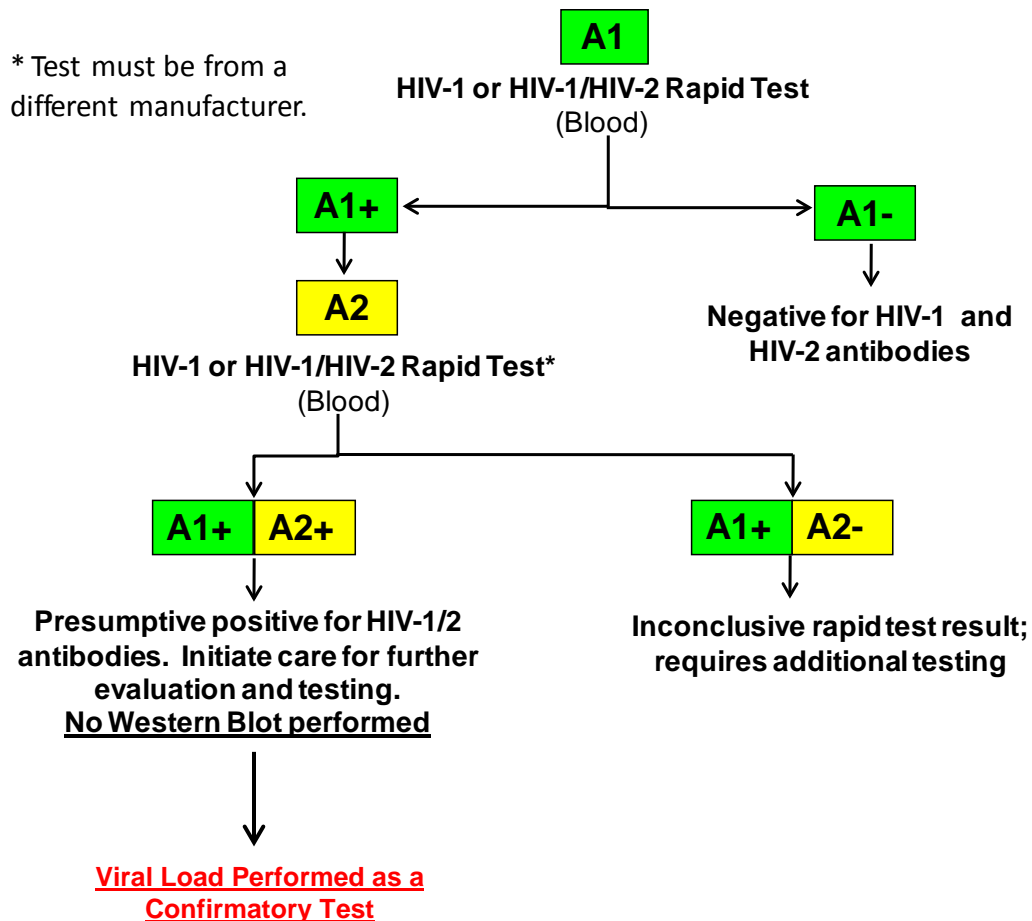 A1
* Test must be from a
different manufacturer.
HIV-1 or HIV-1/HIV-2 Rapid Test
(Blood)
A1+
A1-
A2
Negative for HIV-1 and
HIV-2 antibodies
HIV-1 or HIV-1/HIV-2 Rapid Test*
(Blood)
A1+ A2+
A1+ A2-
Presumptive positive for HIV-1/2
antibodies. Initiate care for further
evaluation and testing.
No Western Blot performed
Inconclusive rapid test result;
requires additional testing
Viral Load Performed as a
Confirmatory Test